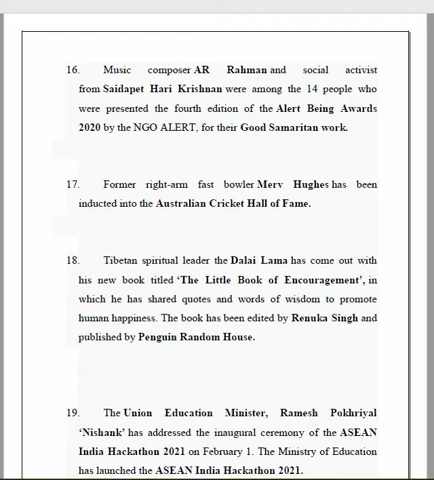 16. Music composer AR Rahman and social activist
from Saidapet Hari Krishnan were among the 14 people who
were presented the fourth edition of the Alert Being Awards
2020 by the NGO ALERT, for their Good Samaritan work.
17. Former right-arm fast bowler Merv Hughes has been
inducted into the Australian Cricket Hall of Fame.
18. Tibetan spiritual leader the Dalai Lama has come out with
his new book titled ‘The Little Book of Encouragement’, in
which he has shared quotes and words of wisdom to promote
human happiness. The book has been edited by Renuka Singh and
published by Penguin Random House.
19. The Union Education Minister, Ramesh Pokhriyal
‘Nishank’ has addressed the inaugural ceremony of the ASEAN
India Hackathon 2021 on February 1. The Ministry of Education
has launched the ASEAN India Hackathon 2021.